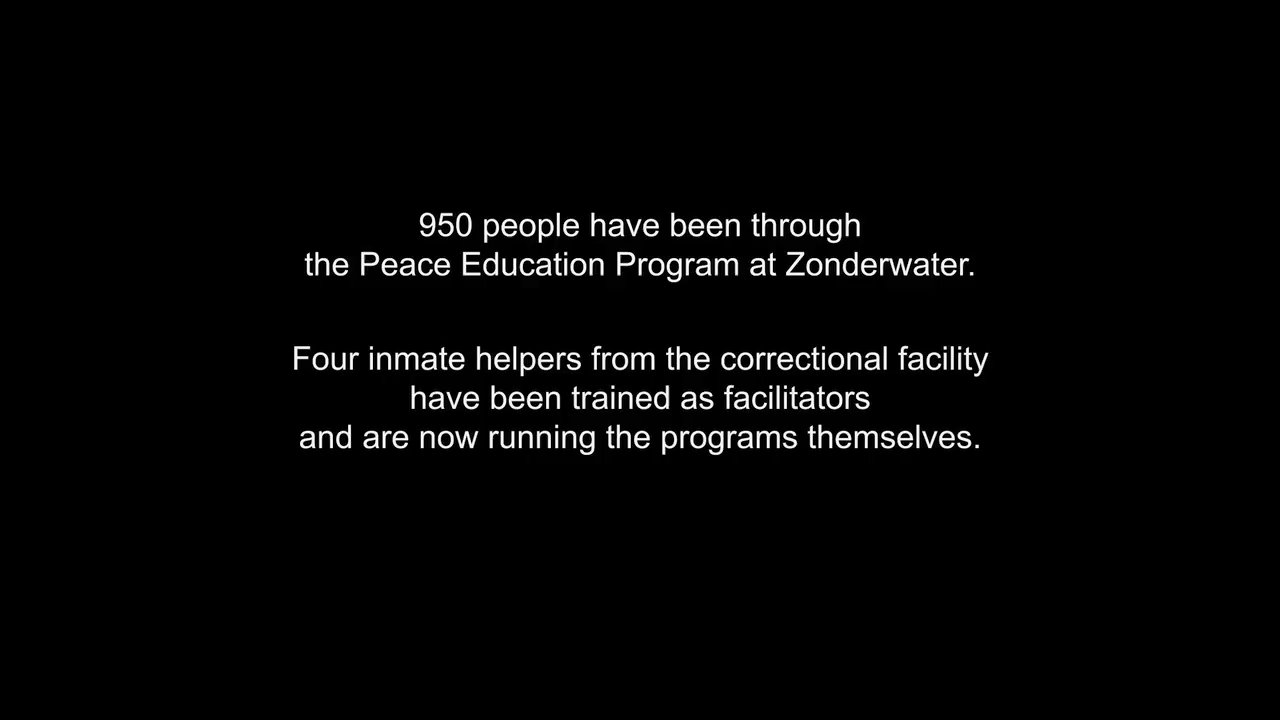 950 people have been through
the Peace Education Program at Zonderwater.
Four inmate helpers from the correctional facility
have been trained as facilitators
and are now running the programs themselves.